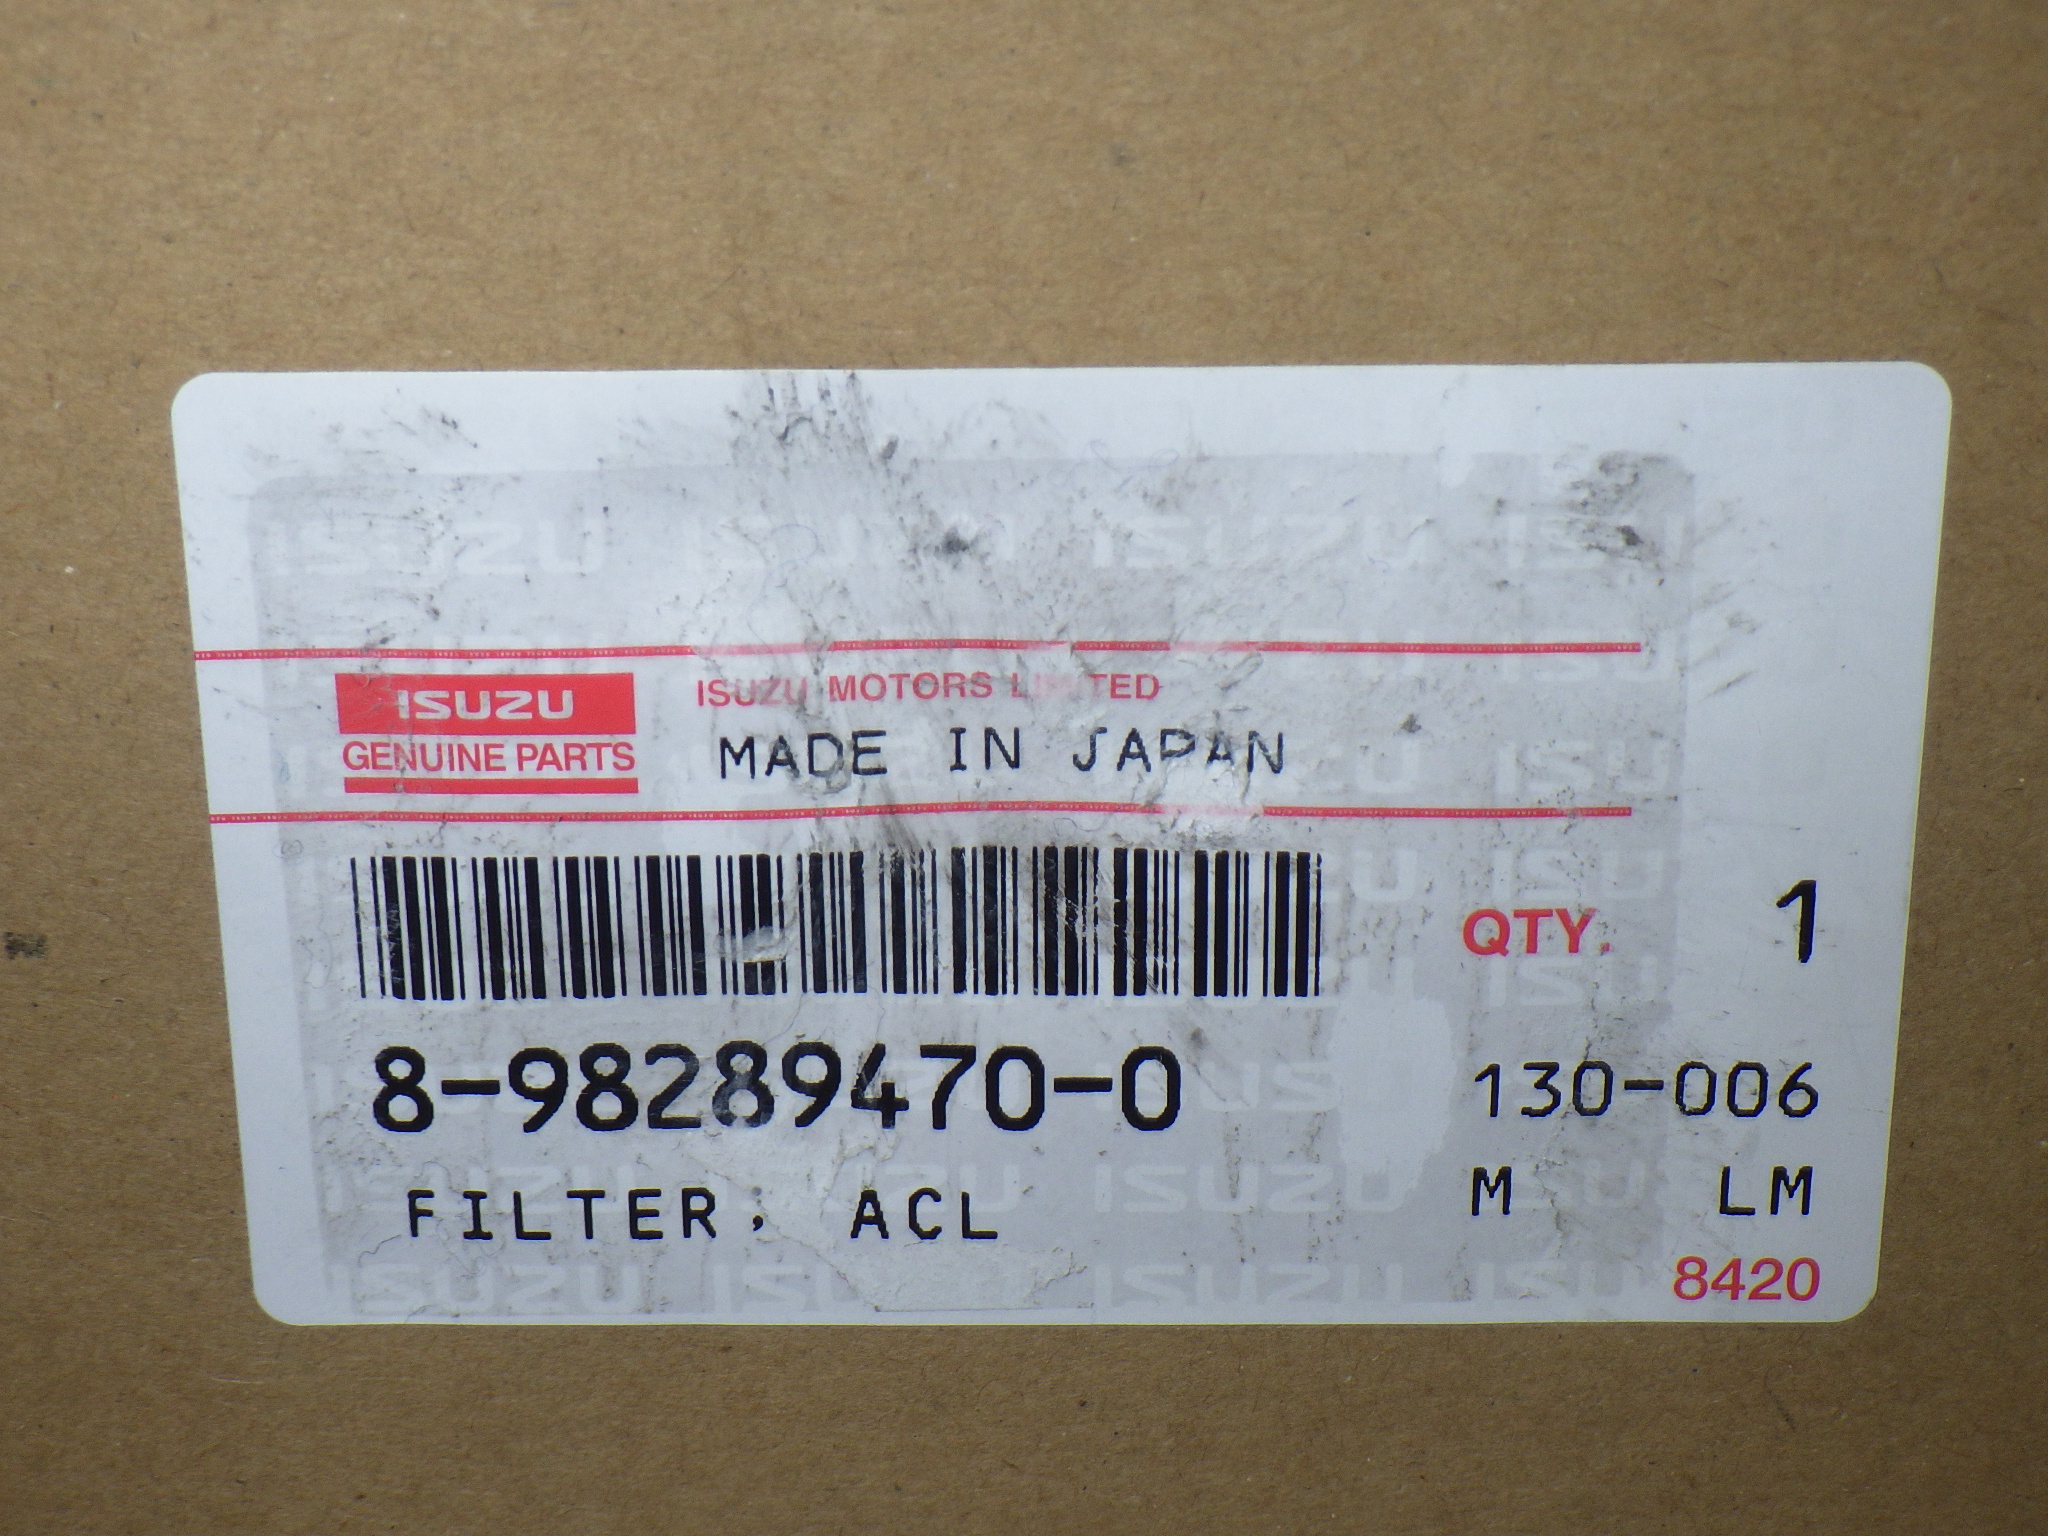 ISUZU
GENUINE PARTS
ISUZU MOTORS LIMITED
MADE IN JAPAN
QTY. 1
8-98289470-0
130-006
FILTER, ACL
M LM
8420